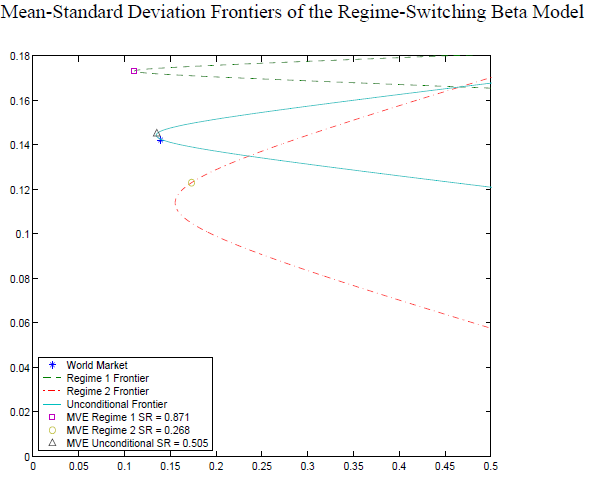 Mean-Standard Deviation Frontiers of the Regime-Switching Beta Model
0.18
0.16
0.14
0.12
0.1
0.08
0.06
0.04
0.02
0
World Market
Regime 1 Frontier
Regime 2 Frontier
Unconditional Frontier
MVE Regime 1 SR = 0.871
MVE Regime 2 SR = 0.268
MVE Unconditional SR = 0.505
0 0.05 0.1 0.15 0.2 0.25 0.3 0.35 0.4 0.45 0.5